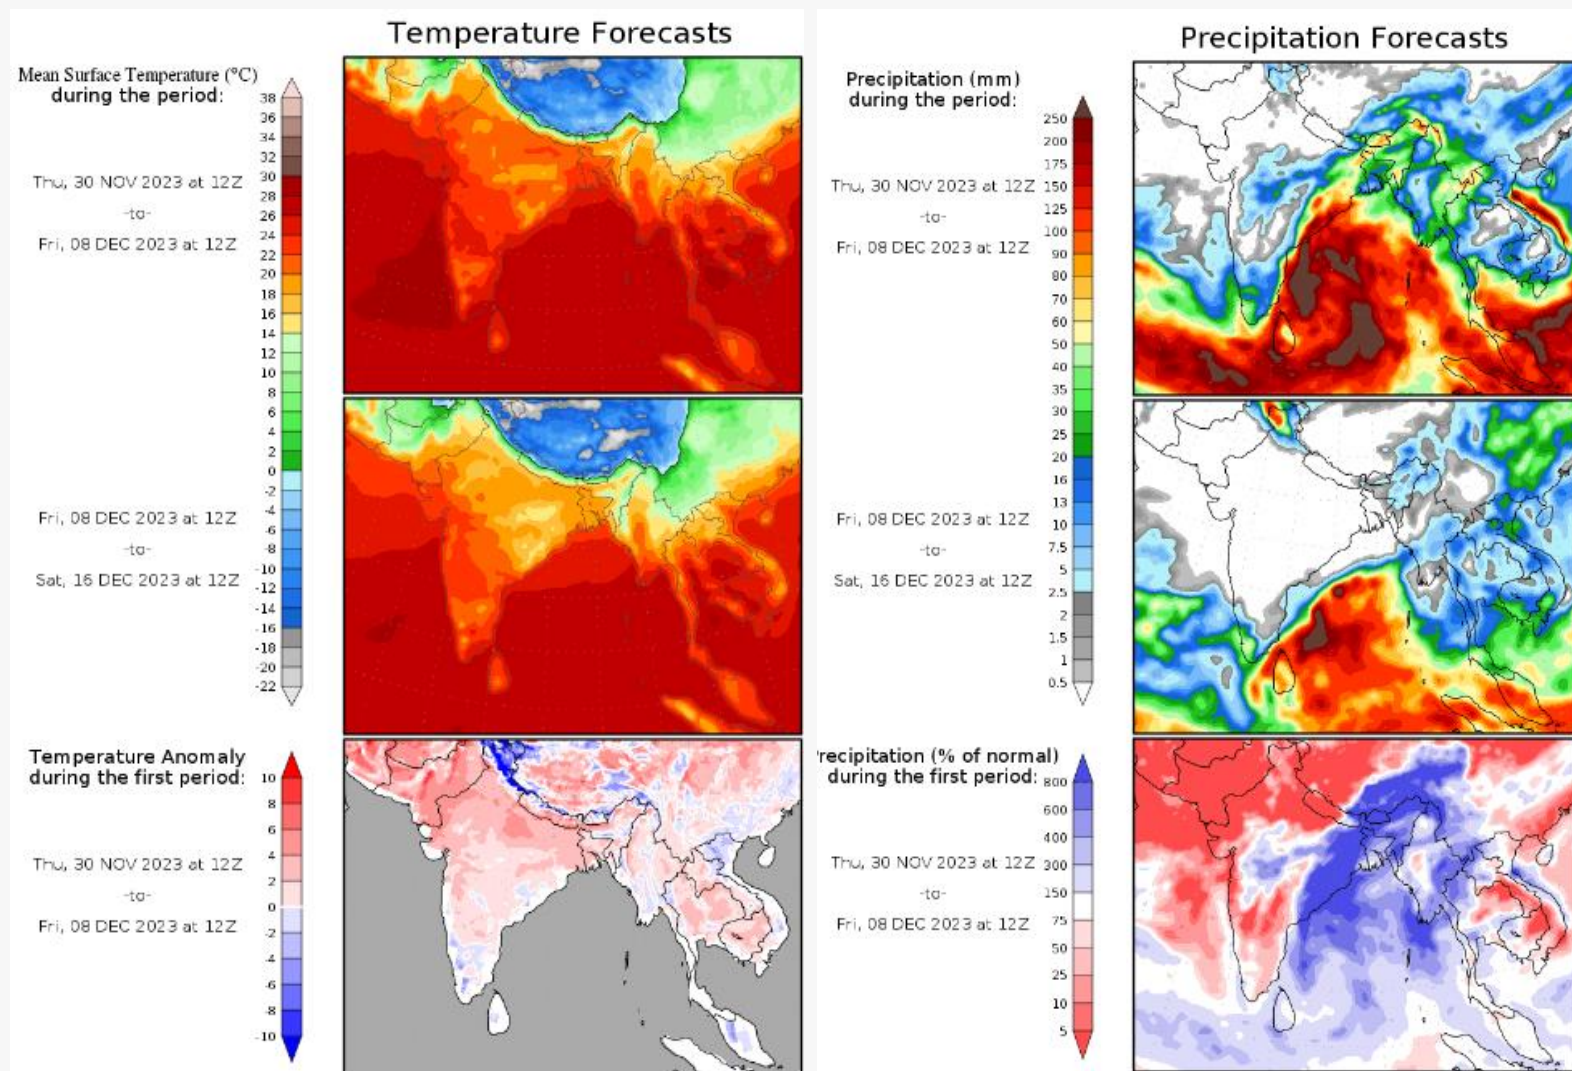 Temperature Forecasts
Mean Surface Temperature (°C)
during the period:
38
36
34
32
30
28
26
24
22
20
18
16
14
12
10
8
6
4
2
0
-2
-4
-6
-8
-10
-12
-14
-16
-18
-20
-22
Thu, 30 NOV 2023 at 12Z
-to-
Fri, 08 DEC 2023 at 12Z
Fri, 08 DEC 2023 at 12Z
-to-
Sat, 16 DEC 2023 at 12Z
Temperature Anomaly
during the first period:
10
8
6
4
2
0
-2
-4
-6
-8
-10
Thu, 30 NOV 2023 at 12Z
-to-
Fri, 08 DEC 2023 at 12Z
Precipitation Forecasts
Precipitation (mm)
during the period:
250
200
175
150
125
100
90
80
70
60
50
40
35
30
25
20
16
13
10
7.5
5
2.5
2
1.5
1
0.5
Thu, 30 NOV 2023 at 12Z
-to-
Fri, 08 DEC 2023 at 12Z
Fri, 08 DEC 2023 at 12Z
-to-
Sat, 16 DEC 2023 at 12Z
recipitation (% of normal)
during the first period:
800
600
400
300
150
75
50
25
10
5
Thu, 30 NOV 2023 at 12Z
-to-
Fri, 08 DEC 2023 at 12Z